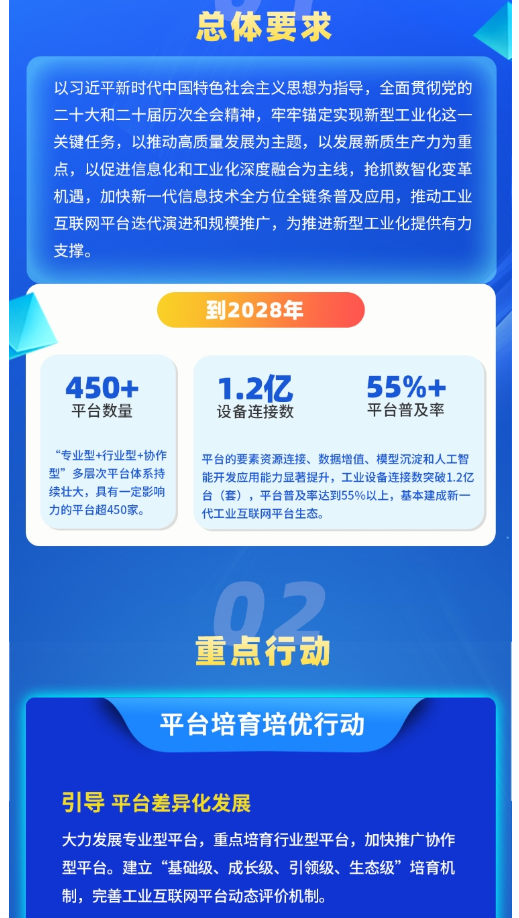 01
总体要求
以习近平新时代中国特色社会主义思想为指导，全面贯彻党的
二十大和二十届历次全会精神，牢牢锚定实现新型工业化这一
关键任务，以推动高质量发展为主题，以发展新质生产力为重
点，以促进信息化和工业化深度融合为主线，抢抓数智化变革
机遇，加快新一代信息技术全方位全链条普及应用，推动工业
互联网平台迭代演进和规模推广，为推进新型工业化提供有力
支撑。
到2028年
450+
平台数量
“专业型+行业型+协作
型”多层次平台体系持
续壮大，具有一定影响
力的平台超450家。
1.2亿
设备连接数
55%+
平台普及率
平台的要素资源连接、数据增值、模型沉淀和人工智
能开发应用能力显著提升，工业设备连接数突破1.2亿
台（套），平台普及率达到55%以上，基本建成新一
代工业互联网平台生态。
02
重点行动
平台培育培优行动
引导 平台差异化发展
大力发展专业型平台，重点培育行业型平台，加快推广协作
型平台。建立“基础级、成长级、引领级、生态级”培育机
制，完善工业互联网平台动态评价机制。